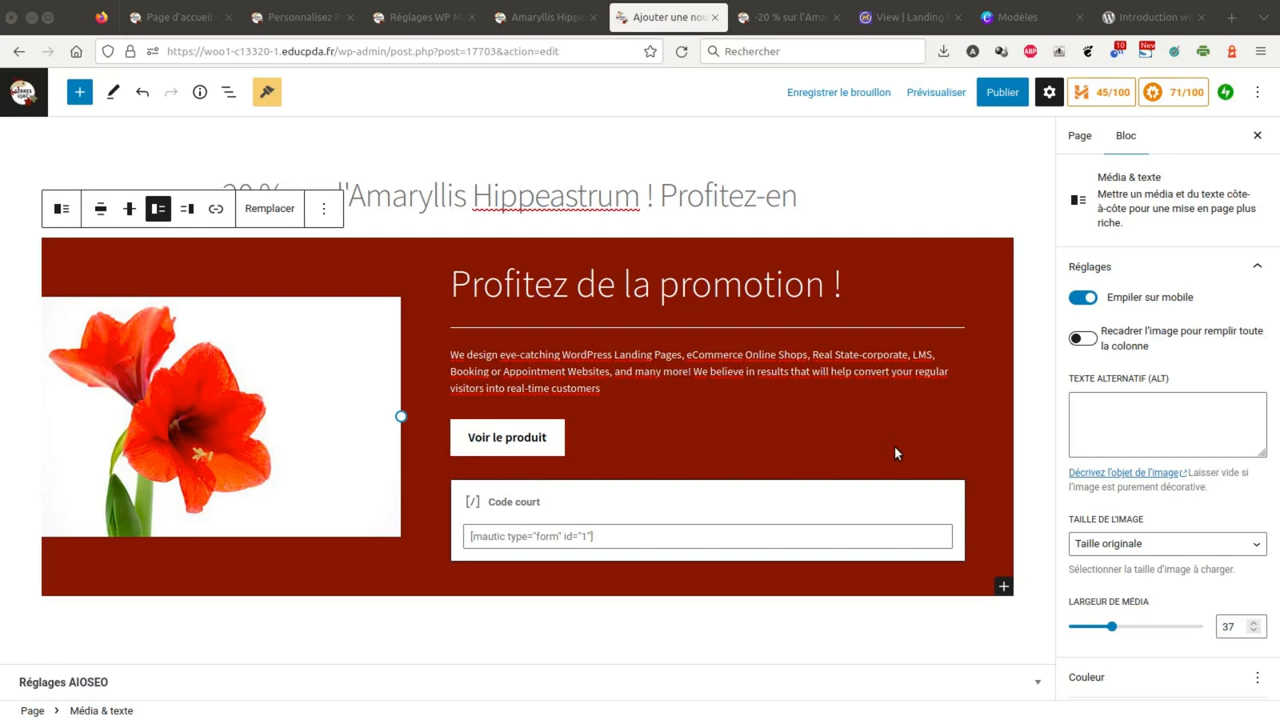 Page d'accueil
Personnalisez P
Réglages WP M
Amaryllis Hippe
Ajouter une nou
-20 % sur l'Ama
View | Landing
Modèles
Introduction wi
https://woo1-c13320-1.educpda.fr/wp-admin/post.php?post=17703&action=edit
Rechercher
ABP
10
New
Enregistrer le brouillon
Prévisualiser
Publier
45/100
71/100
Page
Bloc
l'Amaryllis Hippeastrum ! Profitez-en
Remplacer
Profitez de la promotion !
We design eye-catching WordPress Landing Pages, eCommerce Online Shops, Real State-corporate, LMS,
Booking or Appointment Websites, and many more! We believe in results that will help convert your regular
visitors into real-time customers
Voir le produit
[/] Code court
[mautic type="form" id="1"]
Média & texte
Mettre un média et du texte côte-
à-côte pour une mise en page plus
riche.
Réglages
Empiler sur mobile
Recadrer l'image pour remplir toute
la colonne
TEXTE ALTERNATIF (ALT)
Décrivez l'objet de l'image Laisser vide si
l'image est purement décorative.
TAILLE DE L'IMAGE
Taille originale
Sélectionner la taille d'image à charger.
LARGEUR DE MÉDIA
37
Couleur
Réglages AIOSEO
Page > Média & texte